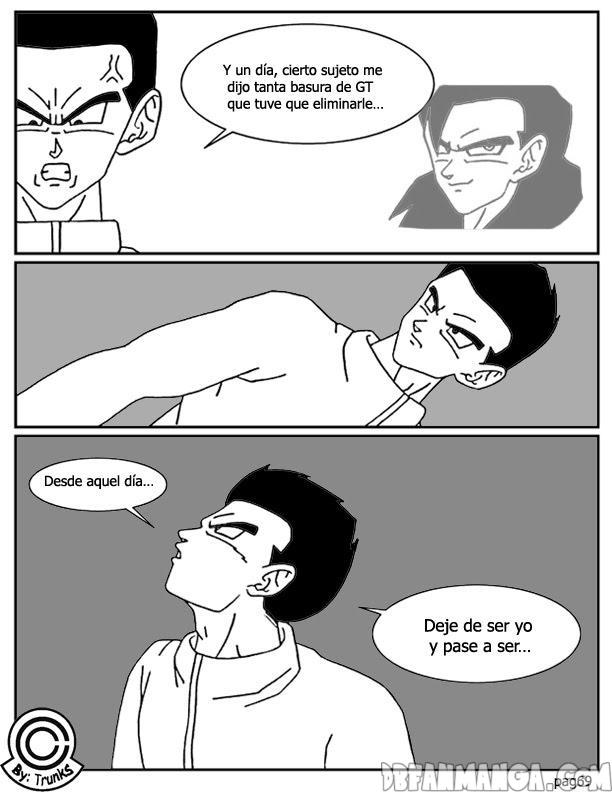 Y un día, cierto sujeto me
dijo tanta basura de GT
que tuve que eliminarle...
Desde aquel día...
Deje de ser yo
y pase a ser...
By: Trunks
DBFANMANGA.COM
pag69